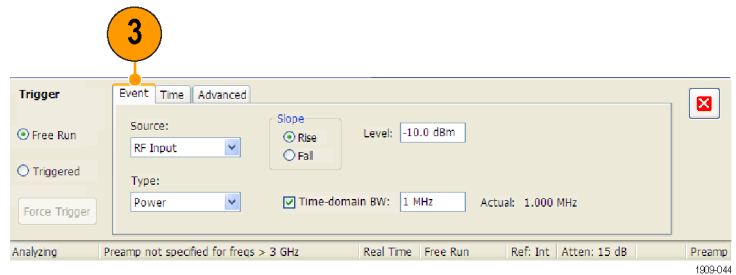 3
Trigger
Event Time Advanced
Free Run
Triggered
Force Trigger
Source:
RF Input
Type:
Power
Slope
Rise
Fall
Level: -10.0 dBm
Time-domain BW: 1 MHz Actual: 1.000 MHz
Analyzing Preamp not specified for freqs > 3 GHz Real Time Free Run Ref: Int Atten: 15 dB Preamp
1909-044